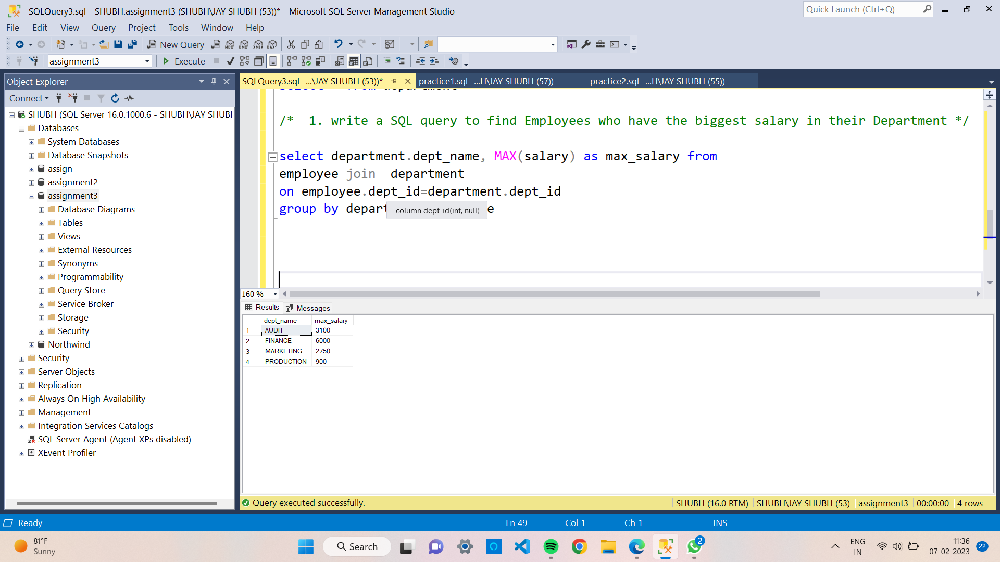 SQLQuery3.sql - SHUBH.assignment3 (SHUBH\JAY SHUBH (53))* - Microsoft SQL Server Management Studio
Quick Launch (Ctrl+Q)
File Edit View Query Project Tools Window Help
New Query MDX DMX XMLA DAX
assignment3 Execute
Object Explorer
Connect
SHUBH (SQL Server 16.0.1000.6 - SHUBH\JAY SHUBH
Databases
System Databases
Database Snapshots
assign
assignment2
assignment3
Database Diagrams
Tables
Views
External Resources
Synonyms
Programmability
Query Store
Service Broker
Storage
Security
Northwind
Security
Server Objects
Replication
Always On High Availability
Management
Integration Services Catalogs
SQL Server Agent (Agent XPs disabled)
XEvent Profiler
SQLQuery3.sql -...\JAY SHUBH (53))* practice1.sql -...H\JAY SHUBH (57)) practice2.sql -...H\JAY SHUBH (55))
/*  1. write a SQL query to find Employees who have the biggest salary in their Department */
select department.dept_name, MAX(salary) as max_salary from
employee join  department
on employee.dept_id=department.dept_id
group by depart e
column dept_id(int, null)
160 %
Results Messages
dept_name max_salary
1 AUDIT 3100
2 FINANCE 6000
3 MARKETING 2750
4 PRODUCTION 900
Query executed successfully. SHUBH (16.0 RTM) SHUBH\JAY SHUBH (53) assignment3 00:00:00 4 rows
Ready Ln 49 Col 1 Ch 1 INS
81°F
Sunny
Search
2
ENG
IN
11:36
07-02-2023
22